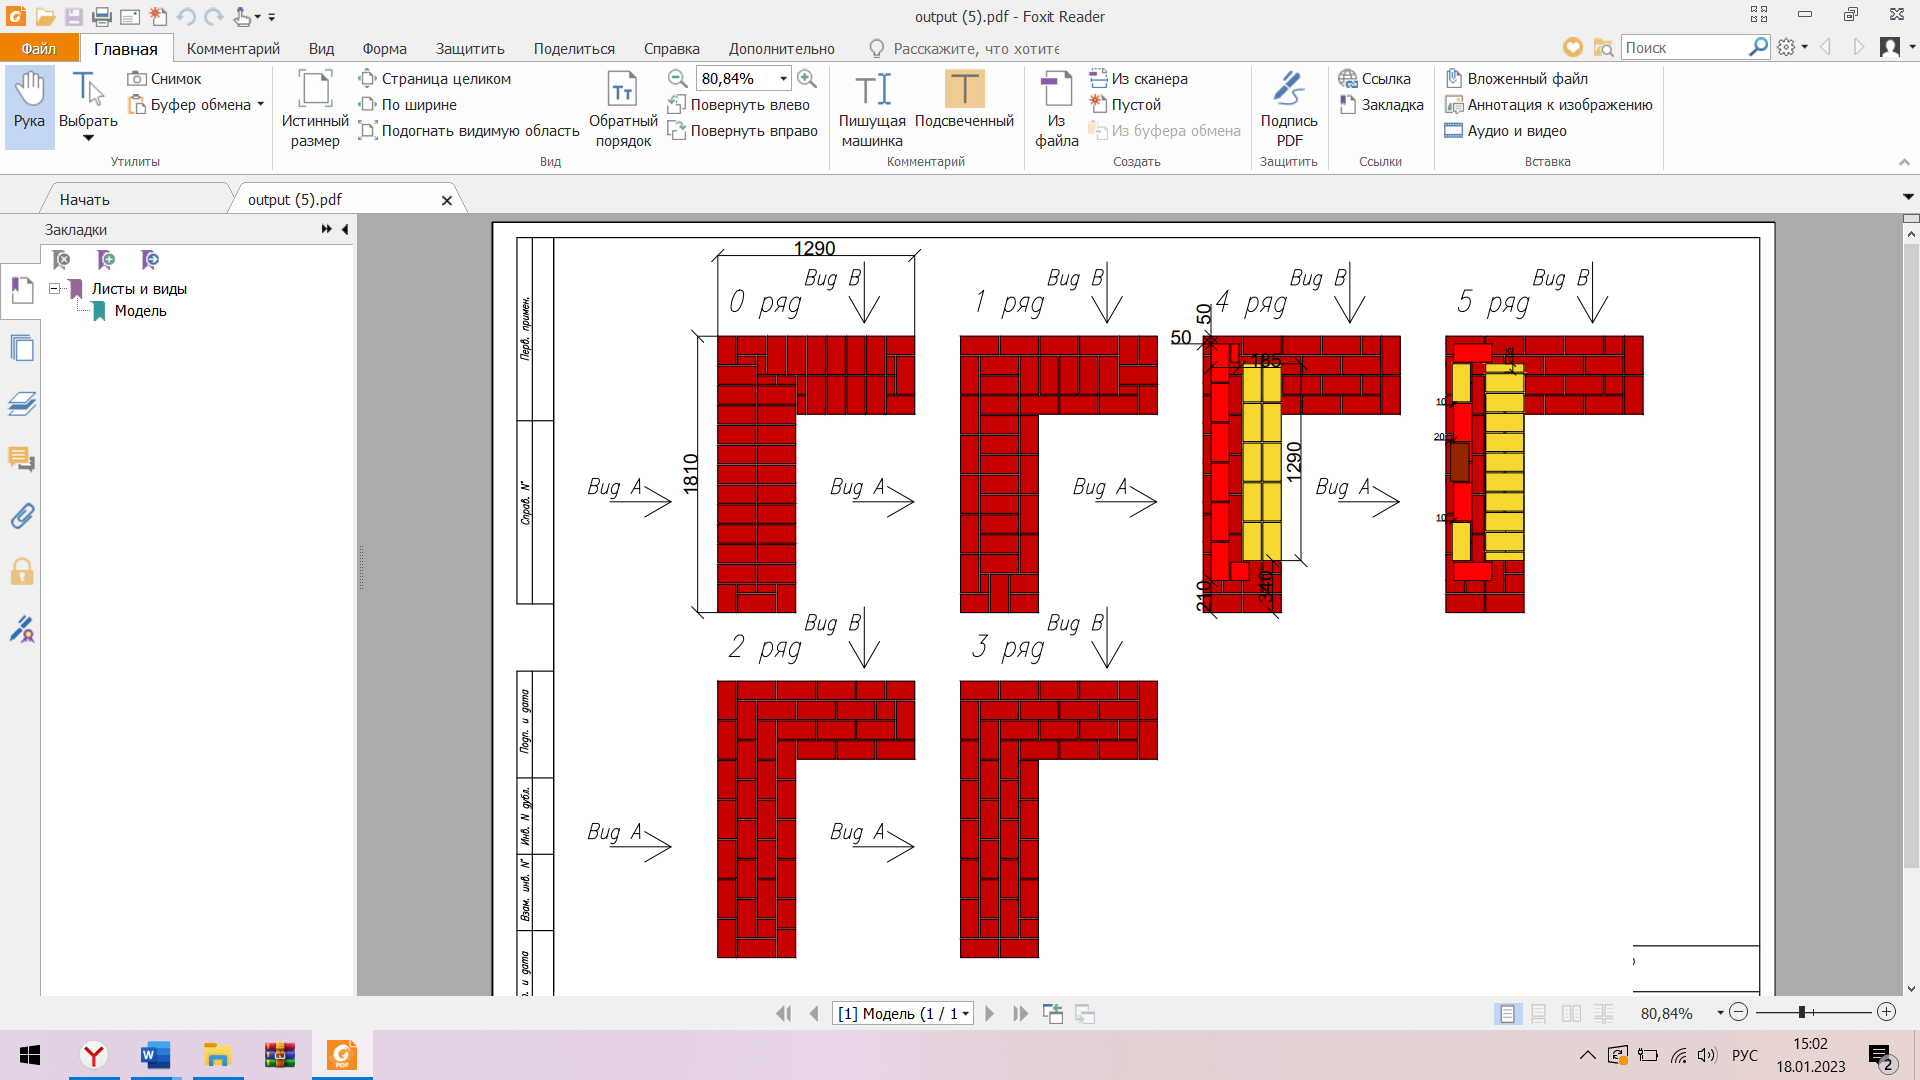 output (5).pdf - Foxit Reader
Файл
Главная
Комментарий
Вид
Форма
Защитить
Поделиться
Справка
Дополнительно
Расскажите, что хотите
Поиск
Рука
Выбрать
Снимок
Буфер обмена
Утилиты
Истинный размер
Страница целиком
По ширине
Подогнать видимую область
Обратный порядок
80,84%
Повернуть влево
Повернуть вправо
Вид
Пишущая машинка
Подсвеченный
Комментарий
Из файла
Из сканера
Пустой
Из буфера обмена
Создать
Подпись PDF
Защитить
Ссылка
Закладка
Ссылки
Вложенный файл
Аннотация к изображению
Аудио и видео
Вставка
Начать
output (5).pdf
Закладки
Листы и виды
Модель
Перв. примен.
Справ. N°
Подп. и дата
Инв. N дубл.
Взам. инв. N°
. и дата
1290
Вид В
0 ряд
1810
Вид А
Вид В
1 ряд
Вид А
Вид В
4 ряд
50
50
185
1290
210
340
Вид А
Вид В
5 ряд
10
20
10
Вид А
Вид В
2 ряд
Вид А
Вид В
3 ряд
Вид А
[1] Модель (1 / 1
80,84%
РУС
15:02
18.01.2023
2